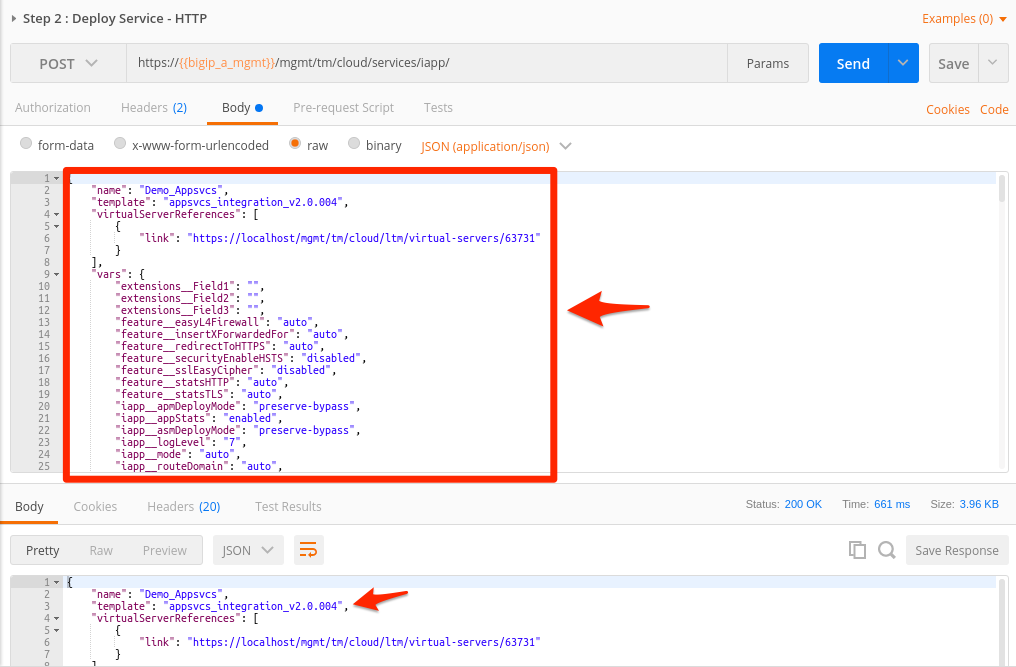 Step 2 : Deploy Service - HTTP
Examples (0)
POST
https://{{bigip_a_mgmt}}/mgmt/tm/cloud/services/iapp/
Params
Send
Save
Authorization
Headers (2)
Body
Pre-request Script
Tests
Cookies
Code
form-data
x-www-form-urlencoded
raw
binary
JSON (application/json)
1 {
2 "name": "Demo_Appsvcs",
3 "template": "appsvcs_integration_v2.0.004",
4 "virtualServerReferences": [
5 {
6 "link": "https://localhost/mgmt/tm/cloud/ltm/virtual-servers/63731"
7 }
8 ],
9 "vars": {
10 "extensions__Field1": "",
11 "extensions__Field2": "",
12 "extensions__Field3": "",
13 "feature__easyL4Firewall": "auto",
14 "feature__insertXForwardedFor": "auto",
15 "feature__redirectToHTTPS": "auto",
16 "feature__securityEnableHSTS": "disabled",
17 "feature__sslEasyCipher": "disabled",
18 "feature__statsHTTP": "auto",
19 "feature__statsTLS": "auto",
20 "iapp__apmDeployMode": "preserve-bypass",
21 "iapp__appStats": "enabled",
22 "iapp__asmDeployMode": "preserve-bypass",
23 "iapp__logLevel": "7",
24 "iapp__mode": "auto",
25 "iapp__routeDomain": "auto",
Body
Cookies
Headers (20)
Test Results
Status: 200 OK
Time: 661 ms
Size: 3.96 KB
Pretty
Raw
Preview
JSON
Save Response
1 {
2 "name": "Demo_Appsvcs",
3 "template": "appsvcs_integration_v2.0.004",
4 "virtualServerReferences": [
5 {
6 "link": "https://localhost/mgmt/tm/cloud/ltm/virtual-servers/63731"
7 }
8 ],